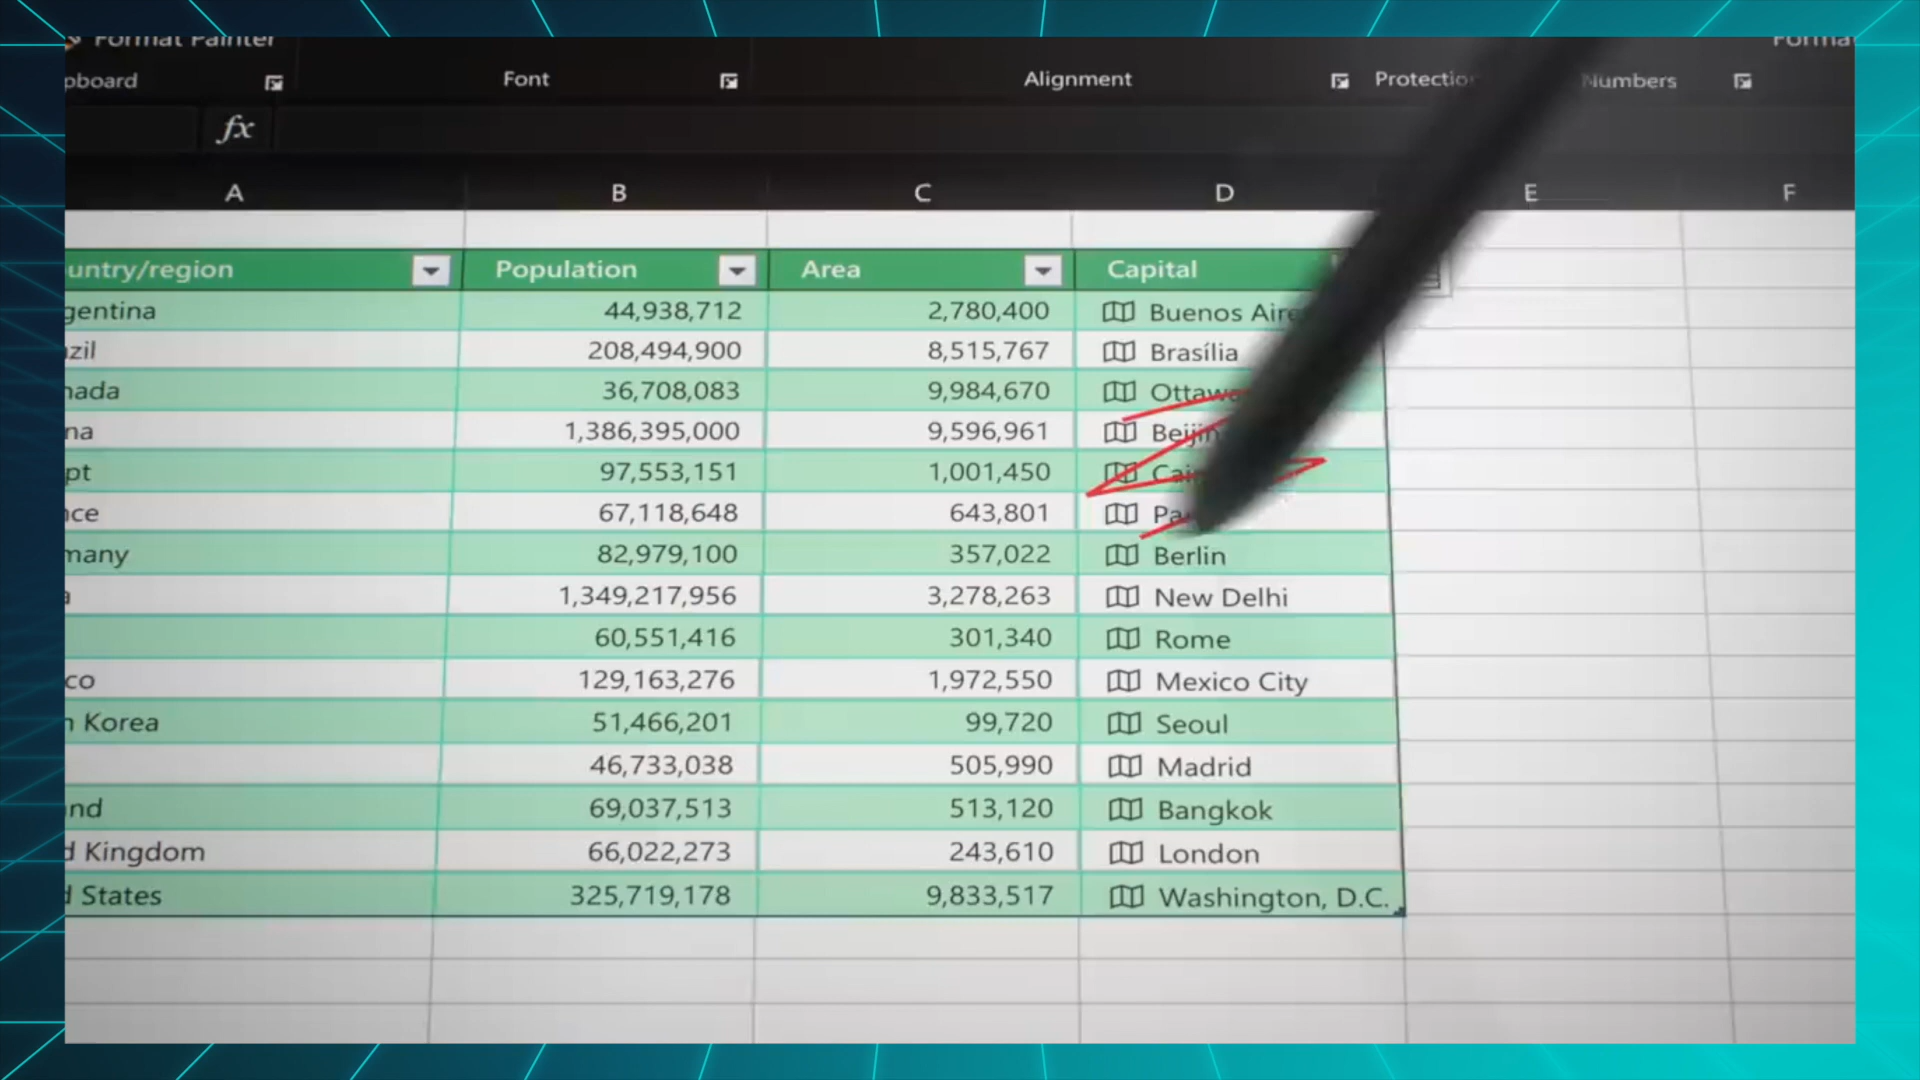 Format Painter
pboard Font Alignment Protection Numbers
fx
A B C D E F
untry/region Population Area Capital
gentina 44,938,712 2,780,400 Buenos Aire
zil 208,494,900 8,515,767 Brasília
nada 36,708,083 9,984,670 Ottawa
na 1,386,395,000 9,596,961 Beijin
pt 97,553,151 1,001,450 Cai
nce 67,118,648 643,801 Pa
many 82,979,100 357,022 Berlin
1,349,217,956 3,278,263 New Delhi
60,551,416 301,340 Rome
co 129,163,276 1,972,550 Mexico City
h Korea 51,466,201 99,720 Seoul
46,733,038 505,990 Madrid
nd 69,037,513 513,120 Bangkok
d Kingdom 66,022,273 243,610 London
d States 325,719,178 9,833,517 Washington, D.C.